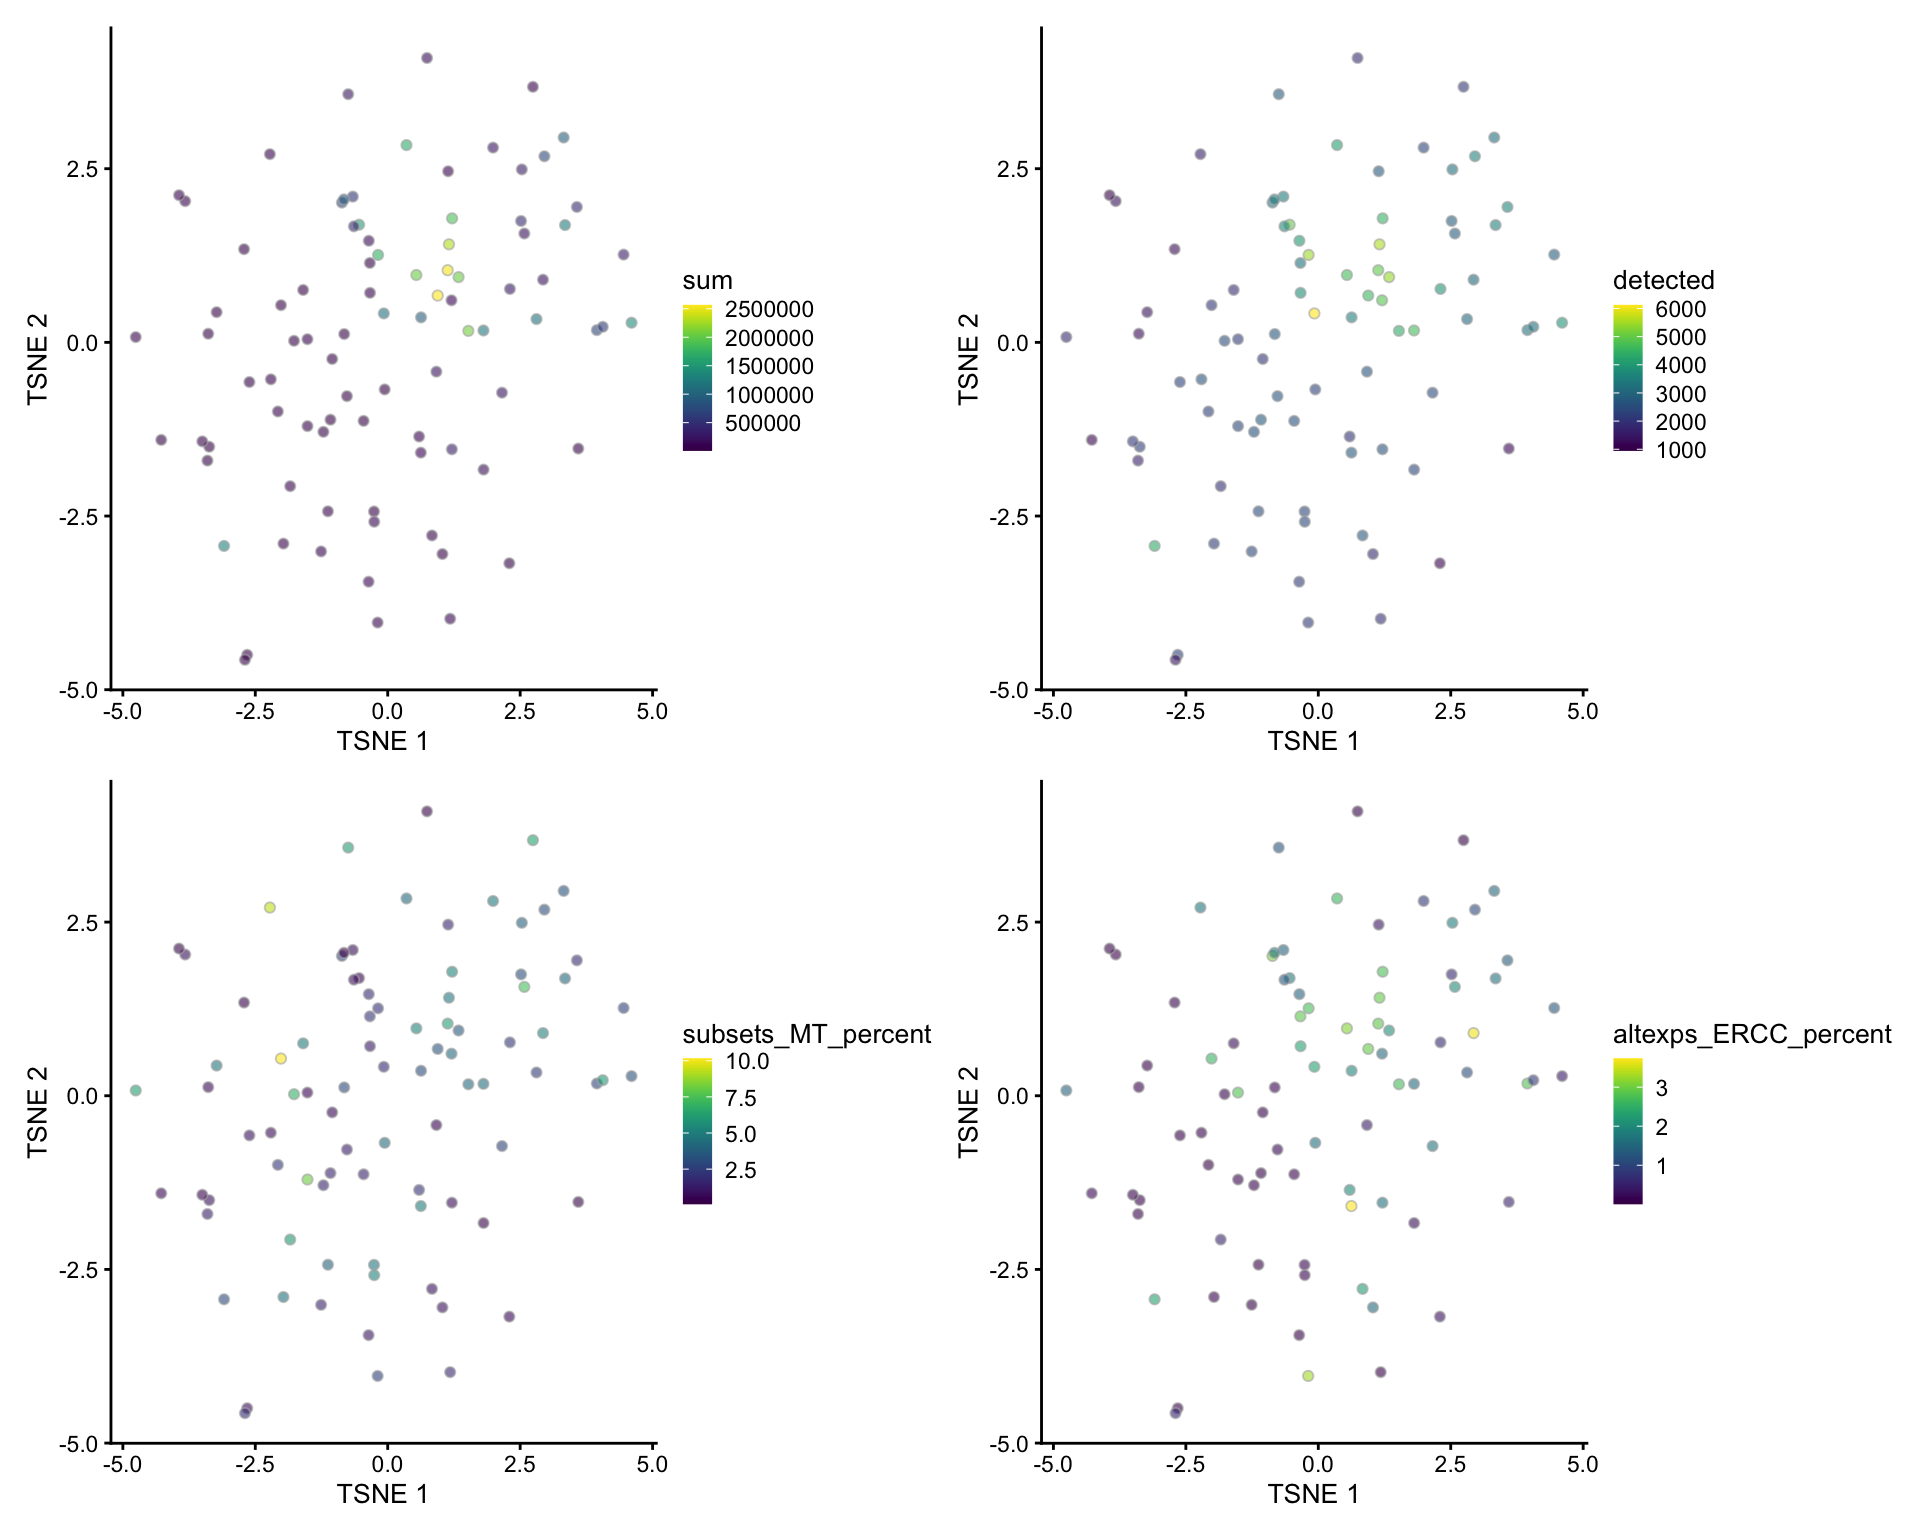 TSNE 2
2.5
0.0
-2.5
-5.0
-5.0 -2.5 0.0 2.5 5.0
TSNE 1
sum
2500000
2000000
1500000
1000000
500000
TSNE 2
2.5
0.0
-2.5
-5.0
-5.0 -2.5 0.0 2.5 5.0
TSNE 1
detected
6000
5000
4000
3000
2000
1000
TSNE 2
2.5
0.0
-2.5
-5.0
-5.0 -2.5 0.0 2.5 5.0
TSNE 1
subsets_MT_percent
10.0
7.5
5.0
2.5
TSNE 2
2.5
0.0
-2.5
-5.0
-5.0 -2.5 0.0 2.5 5.0
TSNE 1
altexps_ERCC_percent
3
2
1